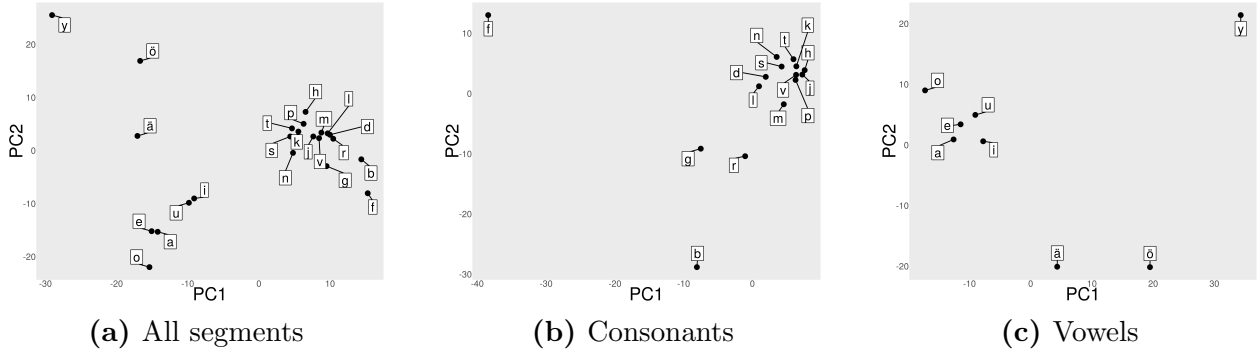 y
ö
ä
i
u
e
a
o
h
l
p
m
t
d
s
k
j
v
r
n
g
b
f
20
10
0
-10
-20
PC2
-30
-20
-10
0
10
PC1
(a) All segments
f
k
n
t
h
s
d
v
j
l
m
p
g
r
b
10
0
-10
-20
-30
PC2
-40
-30
-20
-10
0
PC1
(b) Consonants
y
o
u
e
a
i
ä
ö
20
10
0
-10
-20
PC2
-10
0
10
20
30
PC1
(c) Vowels